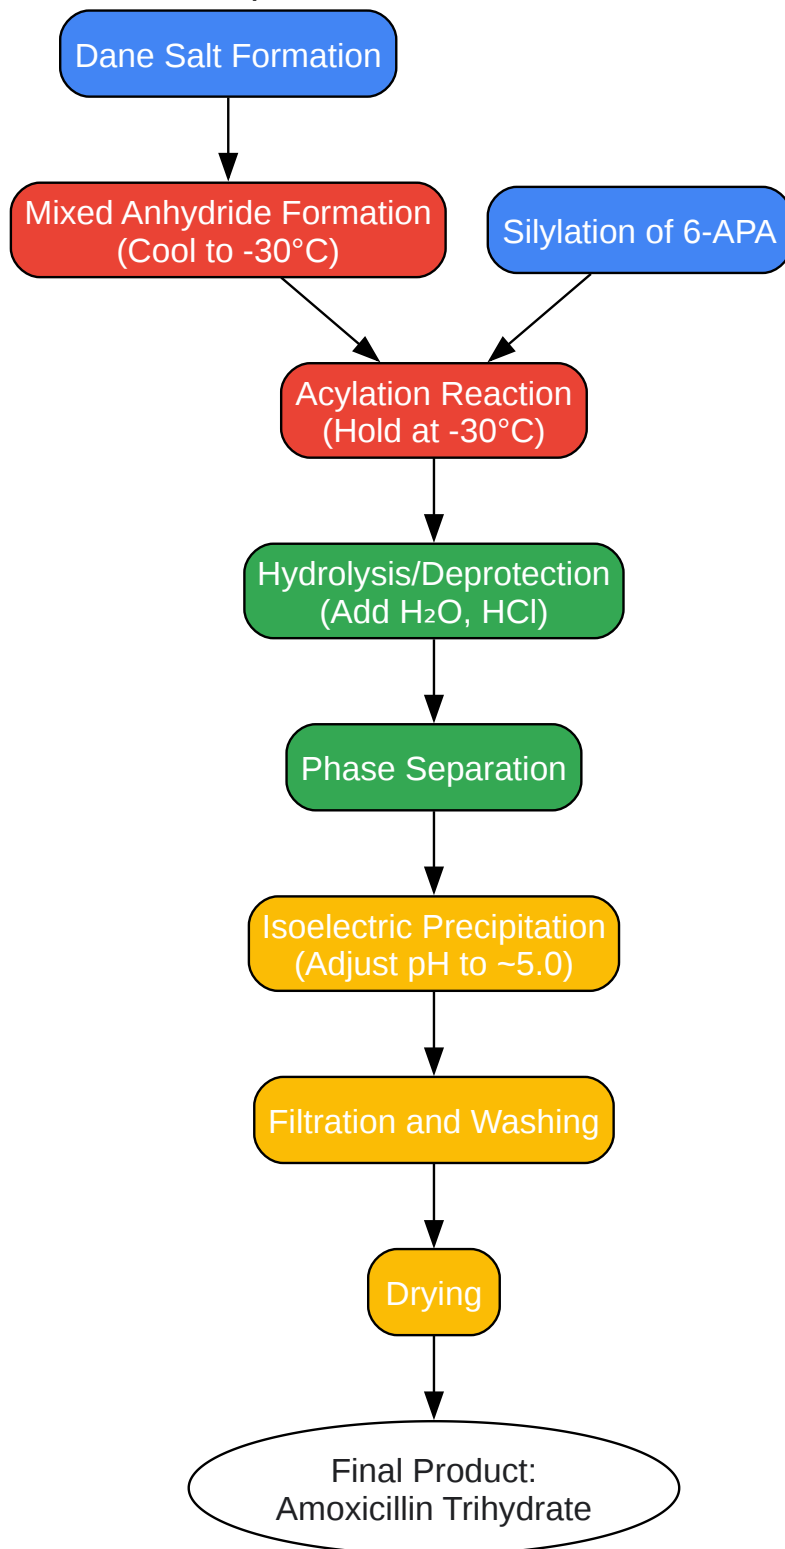 Dane Salt Formation
Mixed Anhydride Formation
(Cool to -30°C)
Silylation of 6-APA
Acylation Reaction
(Hold at -30°C)
Hydrolysis/Deprotection
(Add H₂O, HCl)
Phase Separation
Isoelectric Precipitation
(Adjust pH to ~5.0)
Filtration and Washing
Drying
Final Product:
Amoxicillin Trihydrate